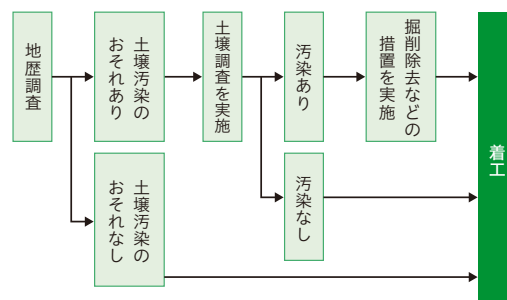 地歴調査
土壌汚染の
おそれあり
土壌調査を実施
汚染あり
掘削除去などの
措置を実施
土壌汚染の
おそれなし
汚染なし
着工